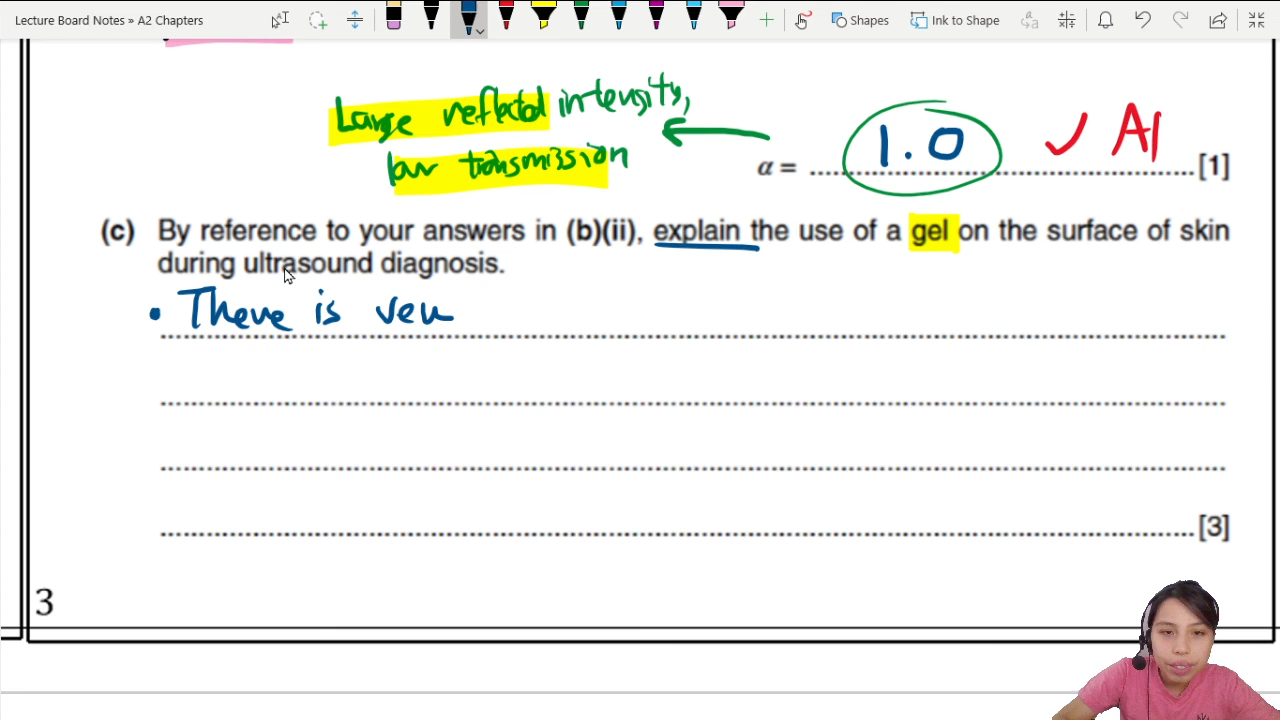 Lecture Board Notes » A2 Chapters
Shapes
Ink to Shape
Large reflected intensity,
low transmission
α = 1.0 [1]
✓ A1
(c) By reference to your answers in (b)(ii), explain the use of a gel on the surface of skin
during ultrasound diagnosis.
• There is veu
[3]
3